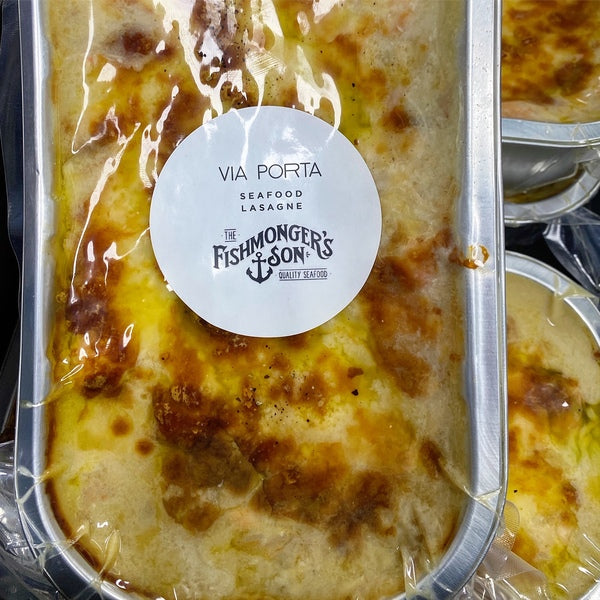 VIA PORTA
SEAFOOD
LASAGNE
THE
FISHMONGER'S
SON
QUALITY SEAFOOD